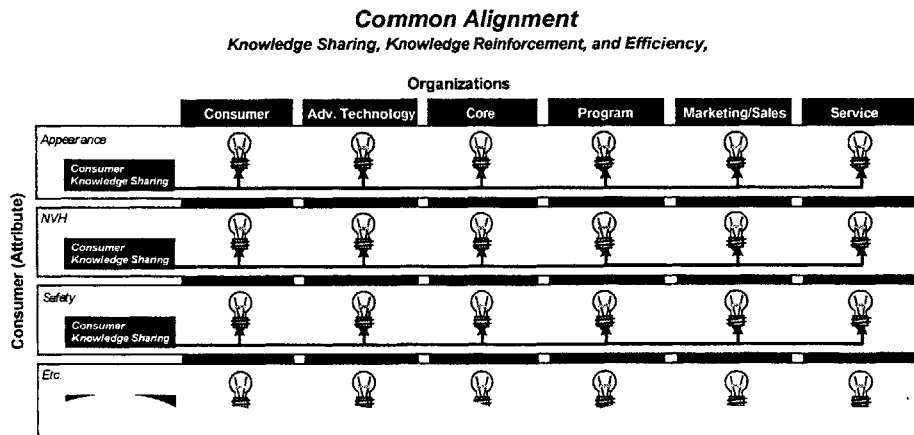 Common Alignment
Knowledge Sharing, Knowledge Reinforcement, and Efficiency,
Organizations
Consumer Adv. Technology Core Program Marketing/Sales Service
Consumer (Attribute)
Appearance
Consumer
Knowledge Sharing
NVH
Consumer
Knowledge Sharing
Safety
Consumer
Knowledge Sharing
Etc.